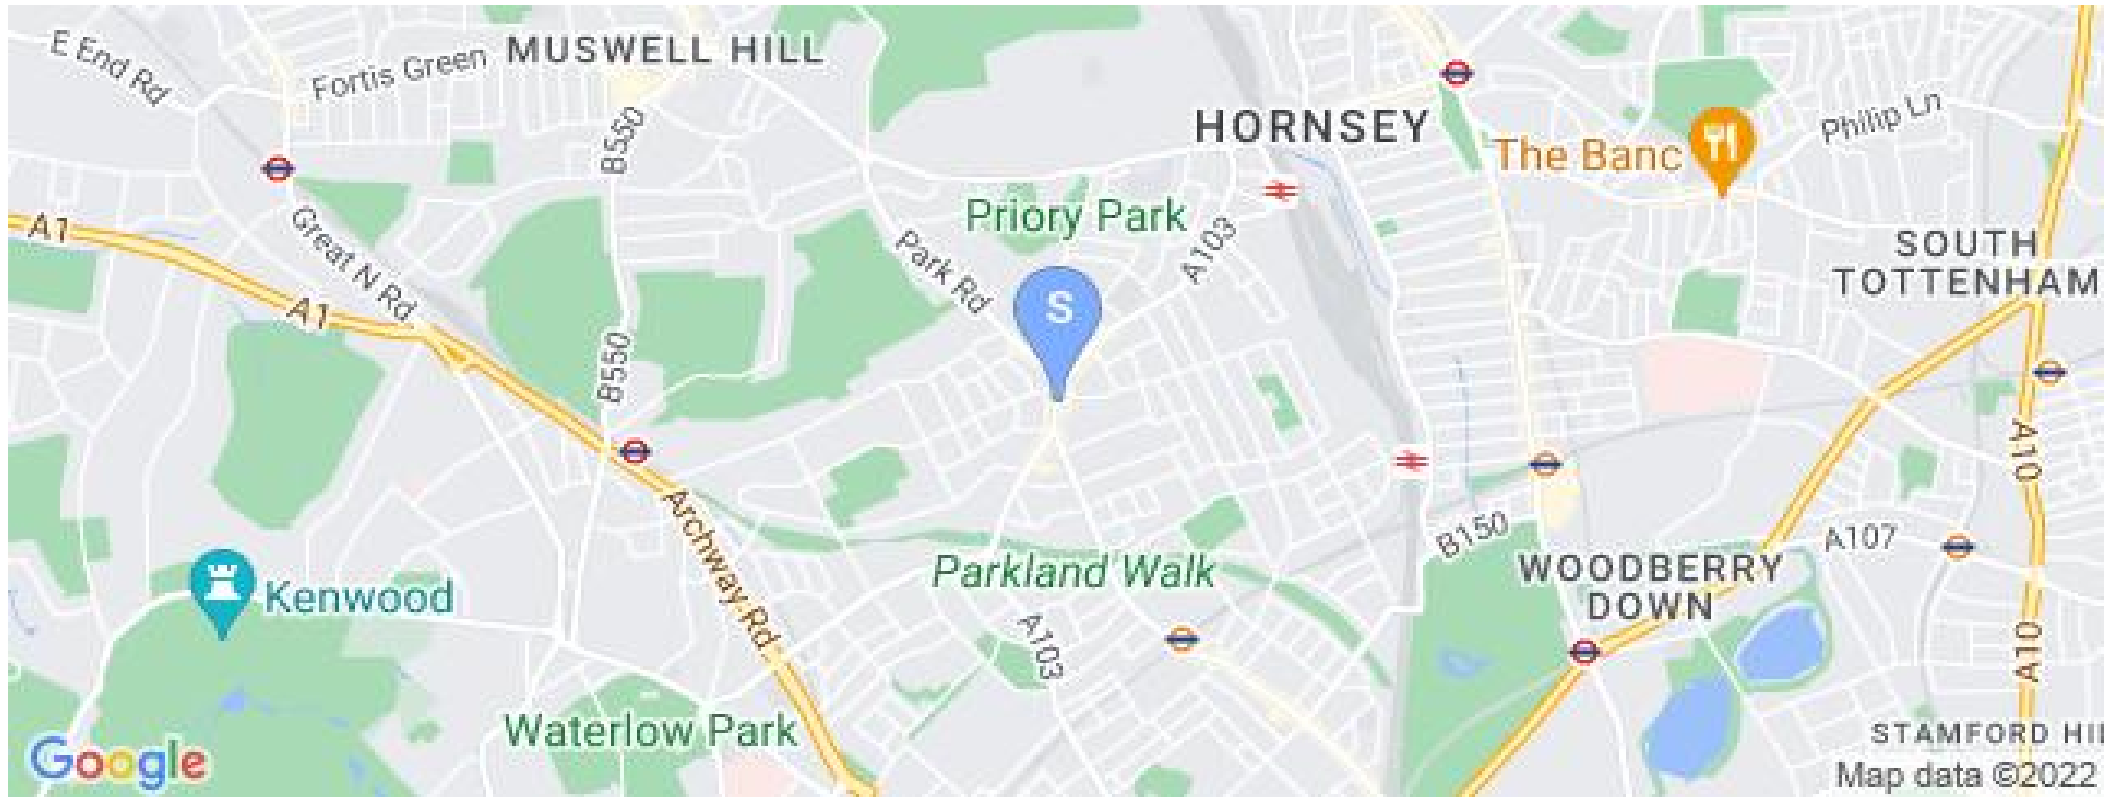 E End Rd
Fortis Green
MUSWELL HILL
B550
HORNSEY
The Banc
Philip Ln
A1
Great N Rd
A1
Priory Park
Park Rd
A103
S
SOUTH
TOTTENHAM
B550
A10
Archway Rd
Parkland Walk
B150
A107
WOODBERRY
DOWN
Kenwood
A103
A10
Waterlow Park
STAMFORD HIL
Google
Map data ©2022